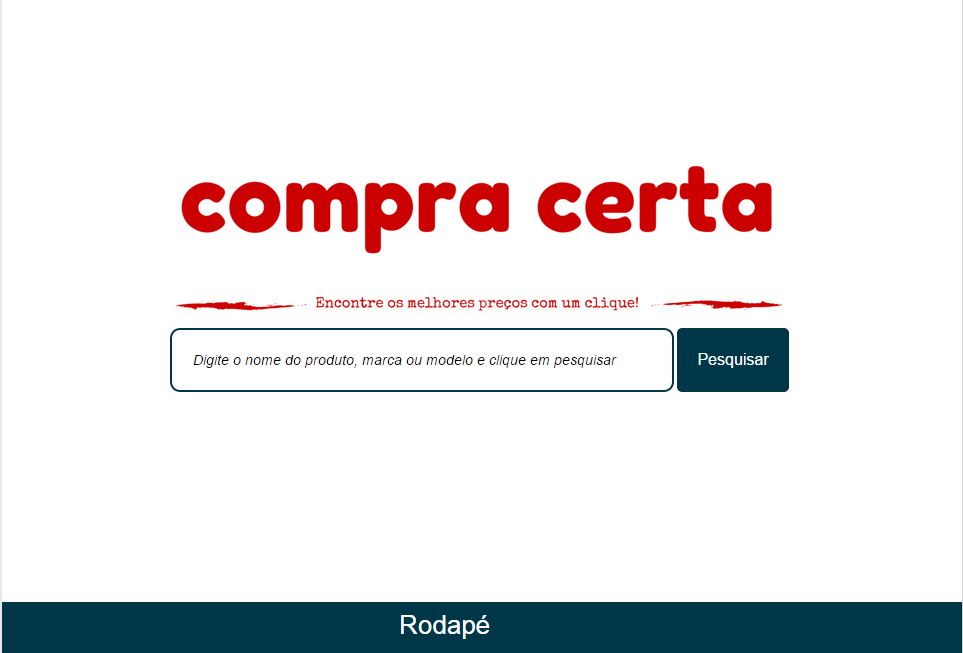 compra certa
Encontre os melhores preços com um clique!
Digite o nome do produto, marca ou modelo e clique em pesquisar
Pesquisar
Rodapé